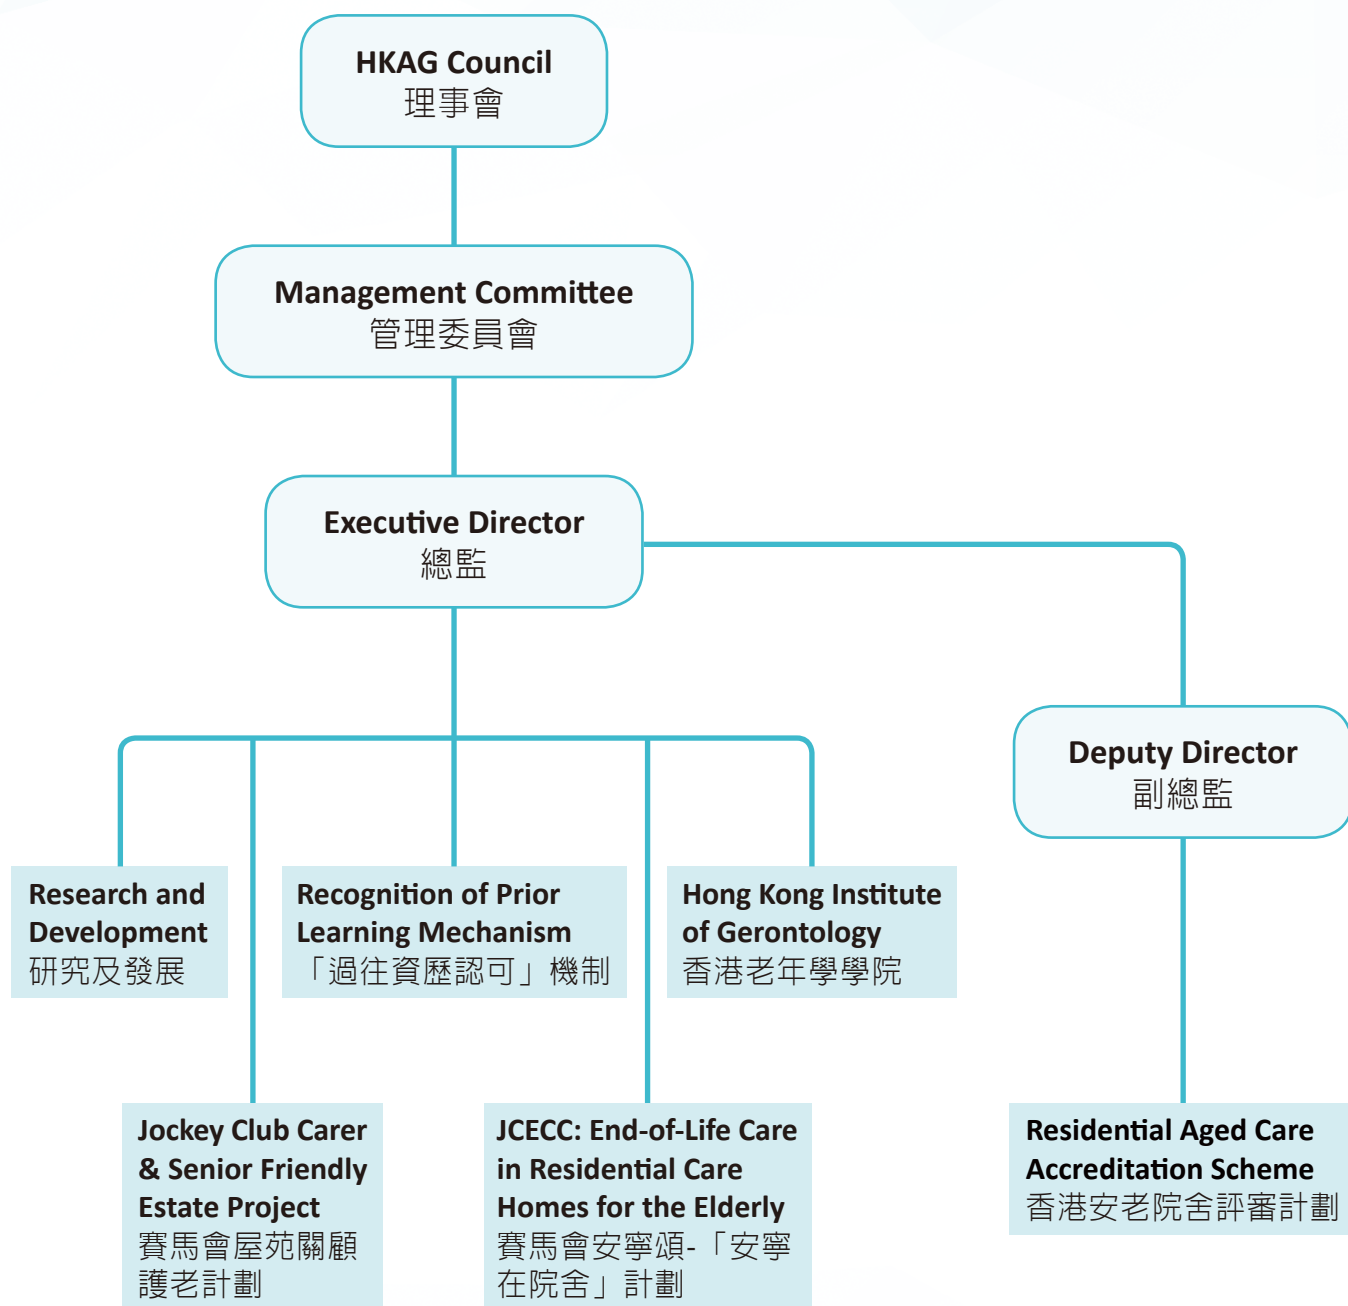 HKAG Council
理事會
Management Committee
管理委員會
Executive Director
總監
Deputy Director
副總監
Research and
Development
研究及發展
Recognition of Prior
Learning Mechanism
「過往資歷認可」機制
Hong Kong Institute
of Gerontology
香港老年學學院
Jockey Club Carer
& Senior Friendly
Estate Project
賽馬會屋苑關顧
護老計劃
JCECC: End-of-Life Care
in Residential Care
Homes for the Elderly
賽馬會安寧頌-「安寧
在院舍」計劃
Residential Aged Care
Accreditation Scheme
香港安老院舍評審計劃